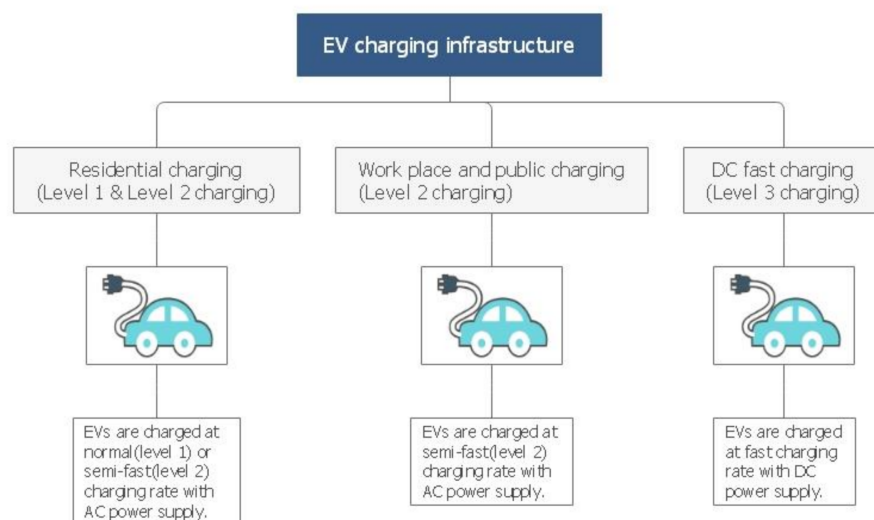 EV charging infrastructure
Residential charging
(Level 1 & Level 2 charging)
Work place and public charging
(Level 2 charging)
DC fast charging
(Level 3 charging)
EVs are charged at
normal(level 1) or
semi-fast(level 2)
charging rate with
AC power supply.
EVs are charged at
semi-fast(level 2)
charging rate with
AC power supply.
EVs are charged
at fast charging
rate with DC
power supply.